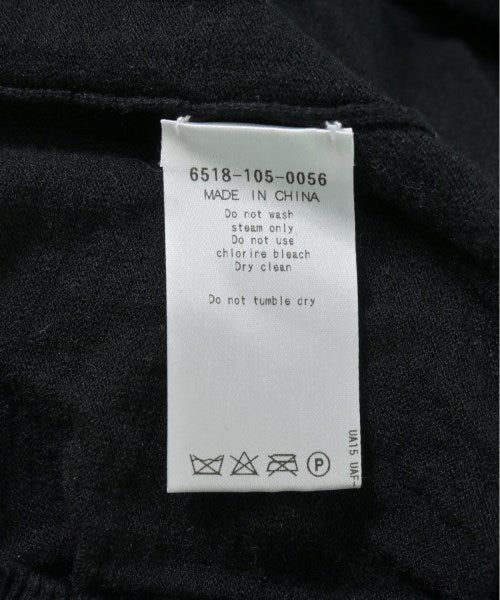 6518-105-0056
MADE IN CHINA
Do not wash
steam only
Do not use
chlorine bleach
Dry clean
Do not tumble dry
P
UA15 UAF-